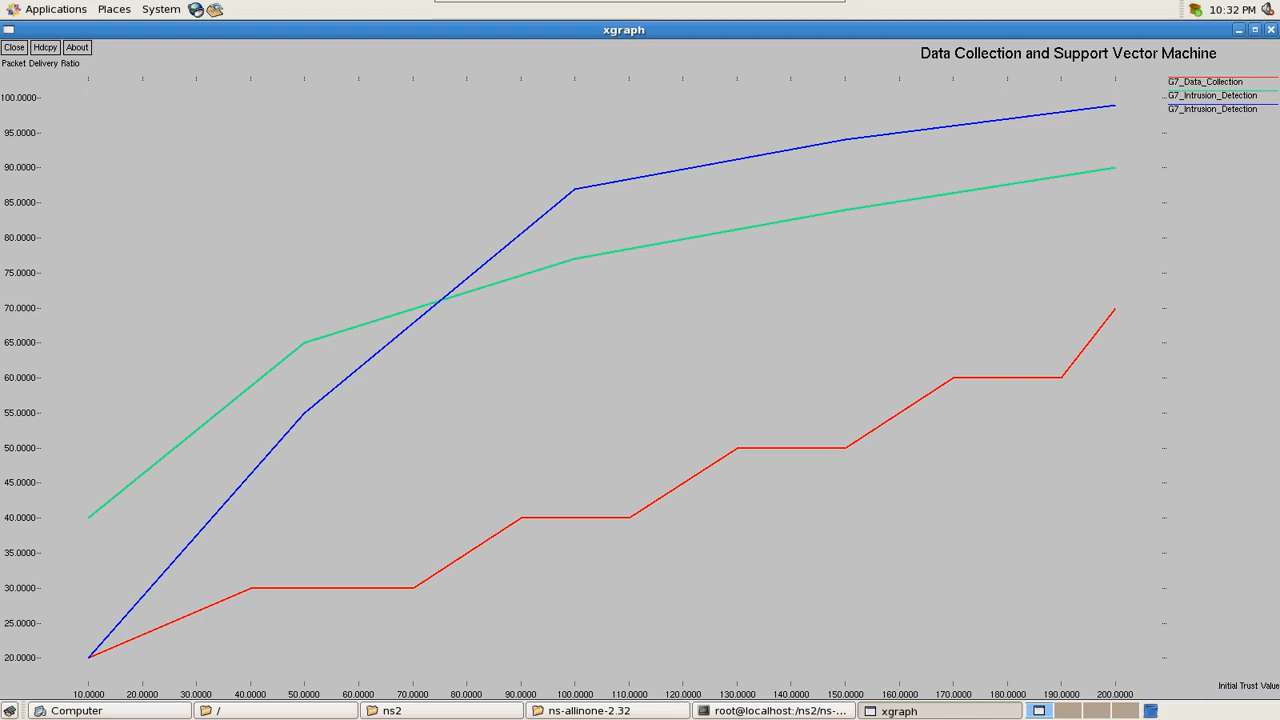 Applications Places System 10:32 PM
xgraph
Close Hdcpy About
Data Collection and Support Vector Machine
Packet Delivery Ratio
G7_Data_Collection
G7_Intrusion_Detection
G7_Intrusion_Detection
100.0000
95.0000
90.0000
85.0000
80.0000
75.0000
70.0000
65.0000
60.0000
55.0000
50.0000
45.0000
40.0000
35.0000
30.0000
25.0000
20.0000
Initial Trust Value
10.0000 20.0000 30.0000 40.0000 50.0000 60.0000 70.0000 80.0000 90.0000 100.0000 110.0000 120.0000 130.0000 140.0000 150.0000 160.0000 170.0000 180.0000 190.0000 200.0000
Computer / ns2 ns-allinone-2.32 root@localhost:/ns2/ns-... xgraph